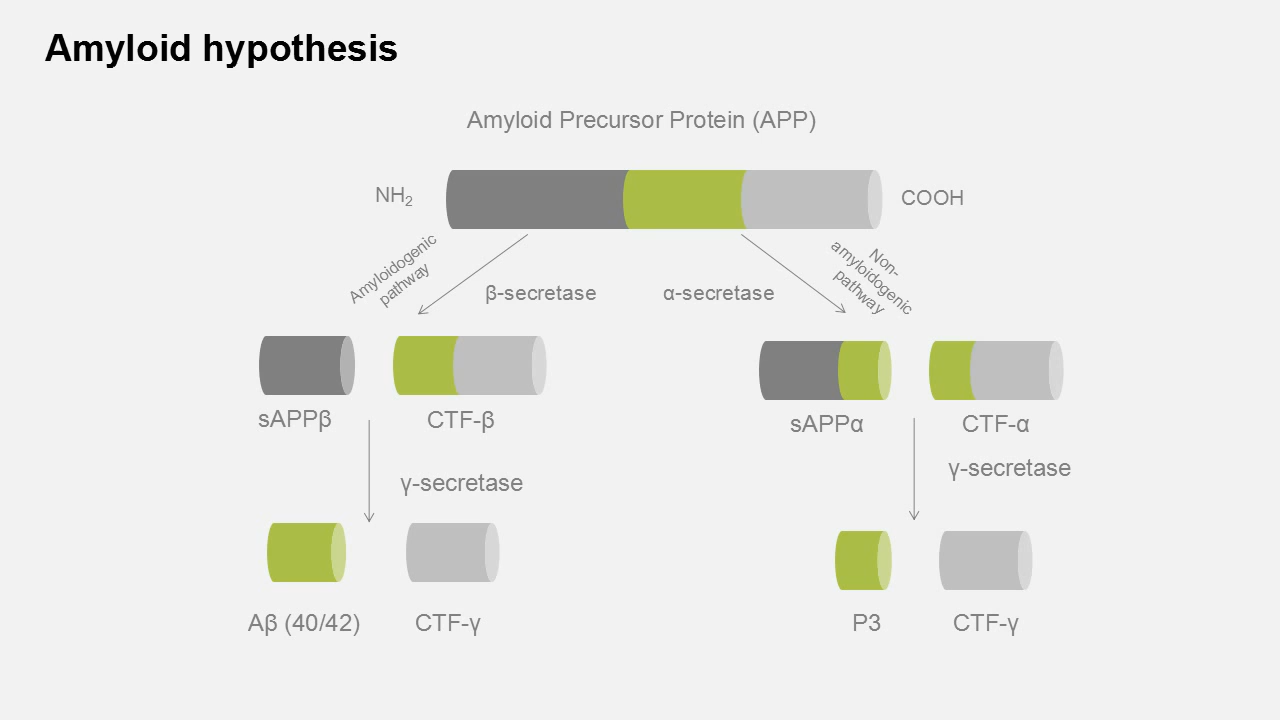 Amyloid hypothesis
Amyloid Precursor Protein (APP)
NH₂
COOH
Amyloidogenic
pathway
β-secretase
α-secretase
Non-
amyloidogenic
pathway
sAPPβ
CTF-β
sAPPα
CTF-α
γ-secretase
γ-secretase
Aβ (40/42)
CTF-γ
P3
CTF-γ